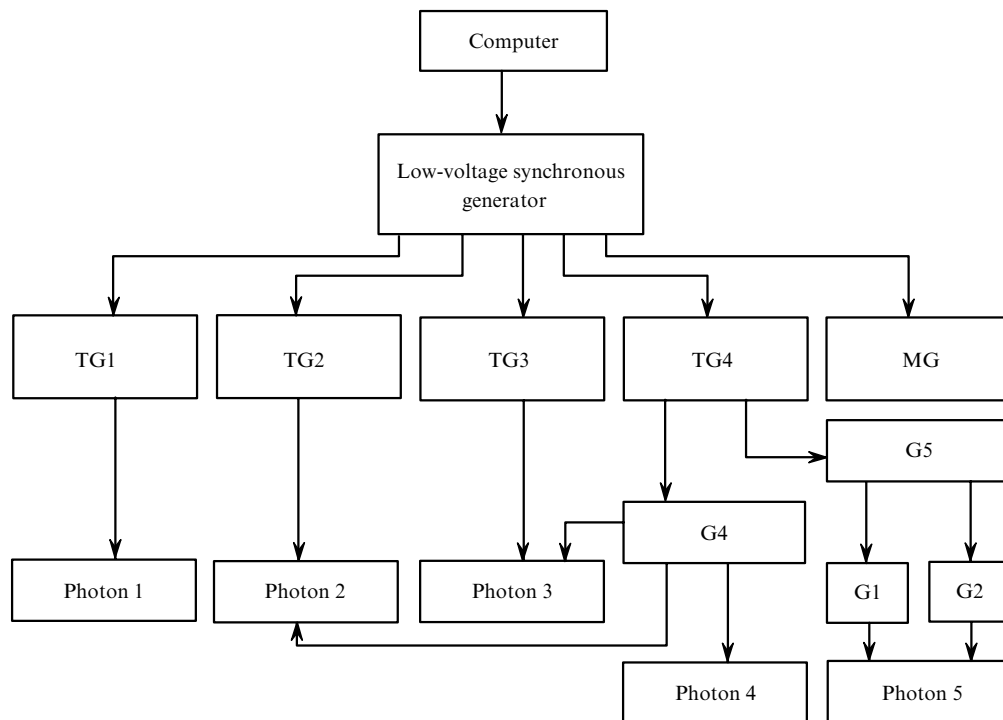 Computer
Low-voltage synchronous
generator
TG1
TG2
TG3
TG4
MG
G5
G4
Photon 1
Photon 2
Photon 3
G1
G2
Photon 4
Photon 5